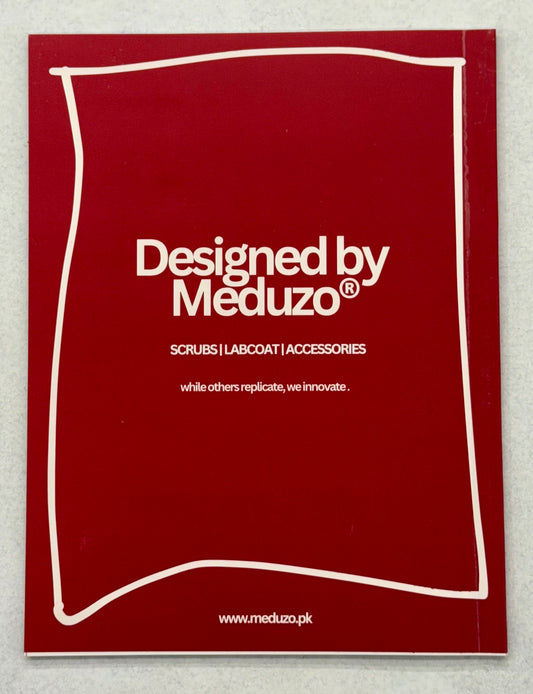 Designed by
Meduzo®
SCRUBS | LABCOAT | ACCESSORIES
while others replicate, we innovate .
www.meduzo.pk